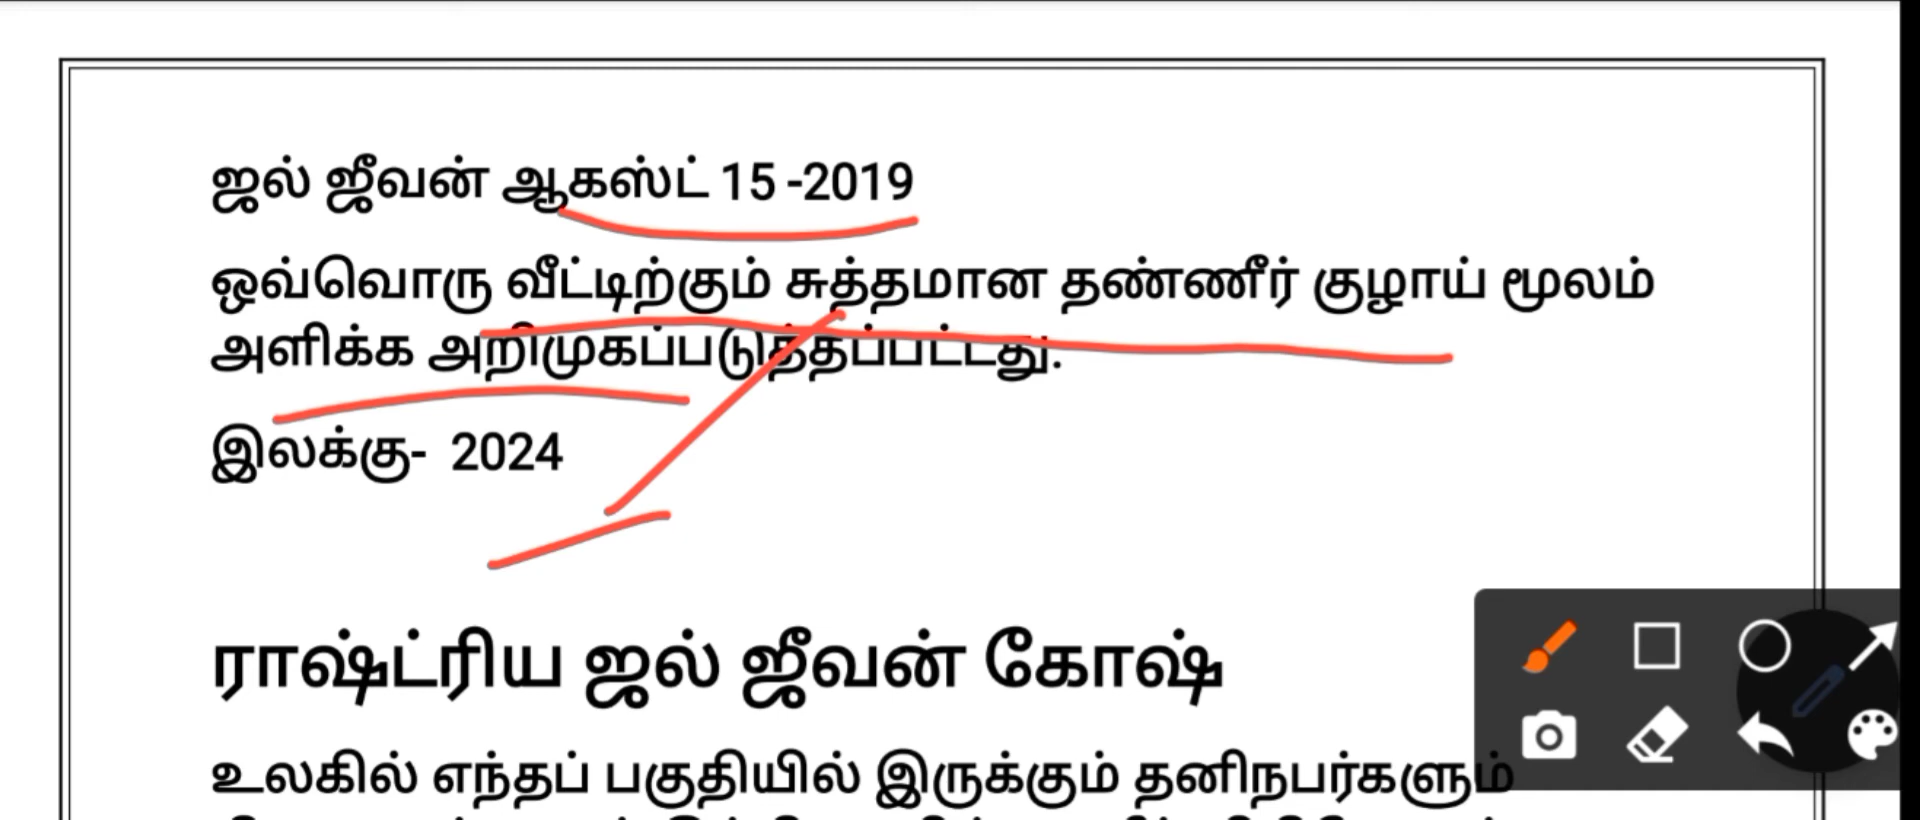 ஜல் ஜீவன் ஆகஸ்ட் 15 -2019
ஒவ்வொரு வீட்டிற்கும் சுத்தமான தண்ணீர் குழாய் மூலம்
அளிக்க அறிமுகப்படுத்தப்பட்டது.
இலக்கு- 2024
ராஷ்ட்ரிய ஜல் ஜீவன் கோஷ்
உலகில் எந்தப் பகுதியில் இருக்கும் தனிநபர்களும்